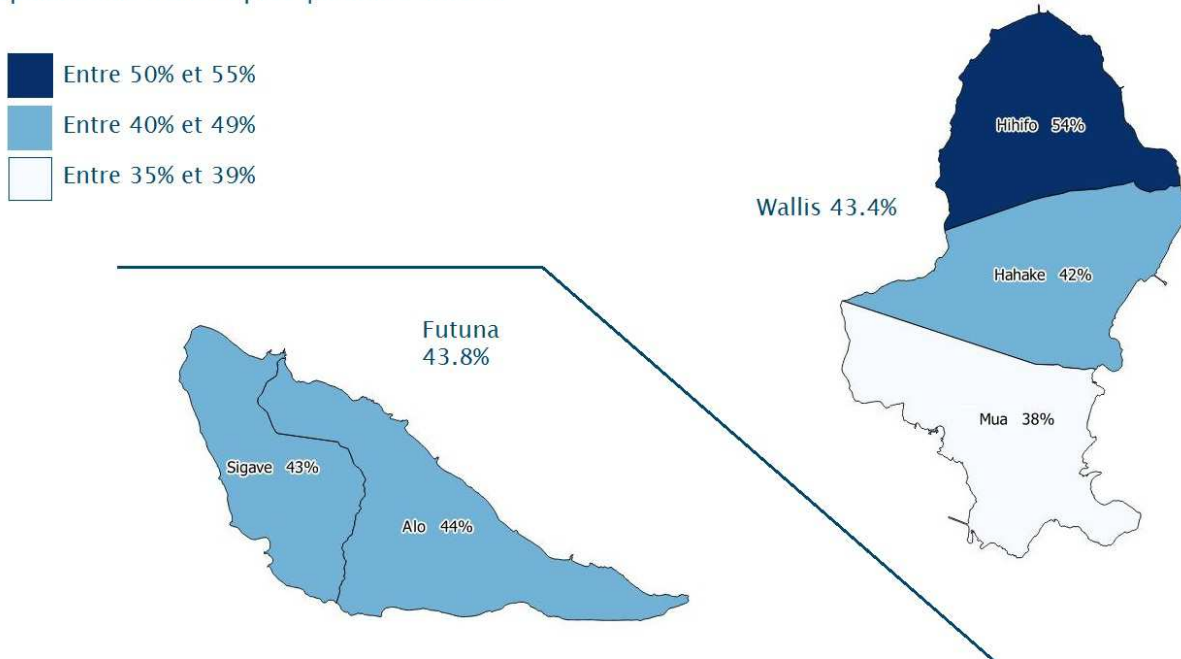 Entre 50% et 55%
Entre 40% et 49%
Entre 35% et 39%
Hihifo 54%
Wallis 43.4%
Hahake 42%
Futuna
43.8%
Mua 38%
Sigave 43%
Alo 44%